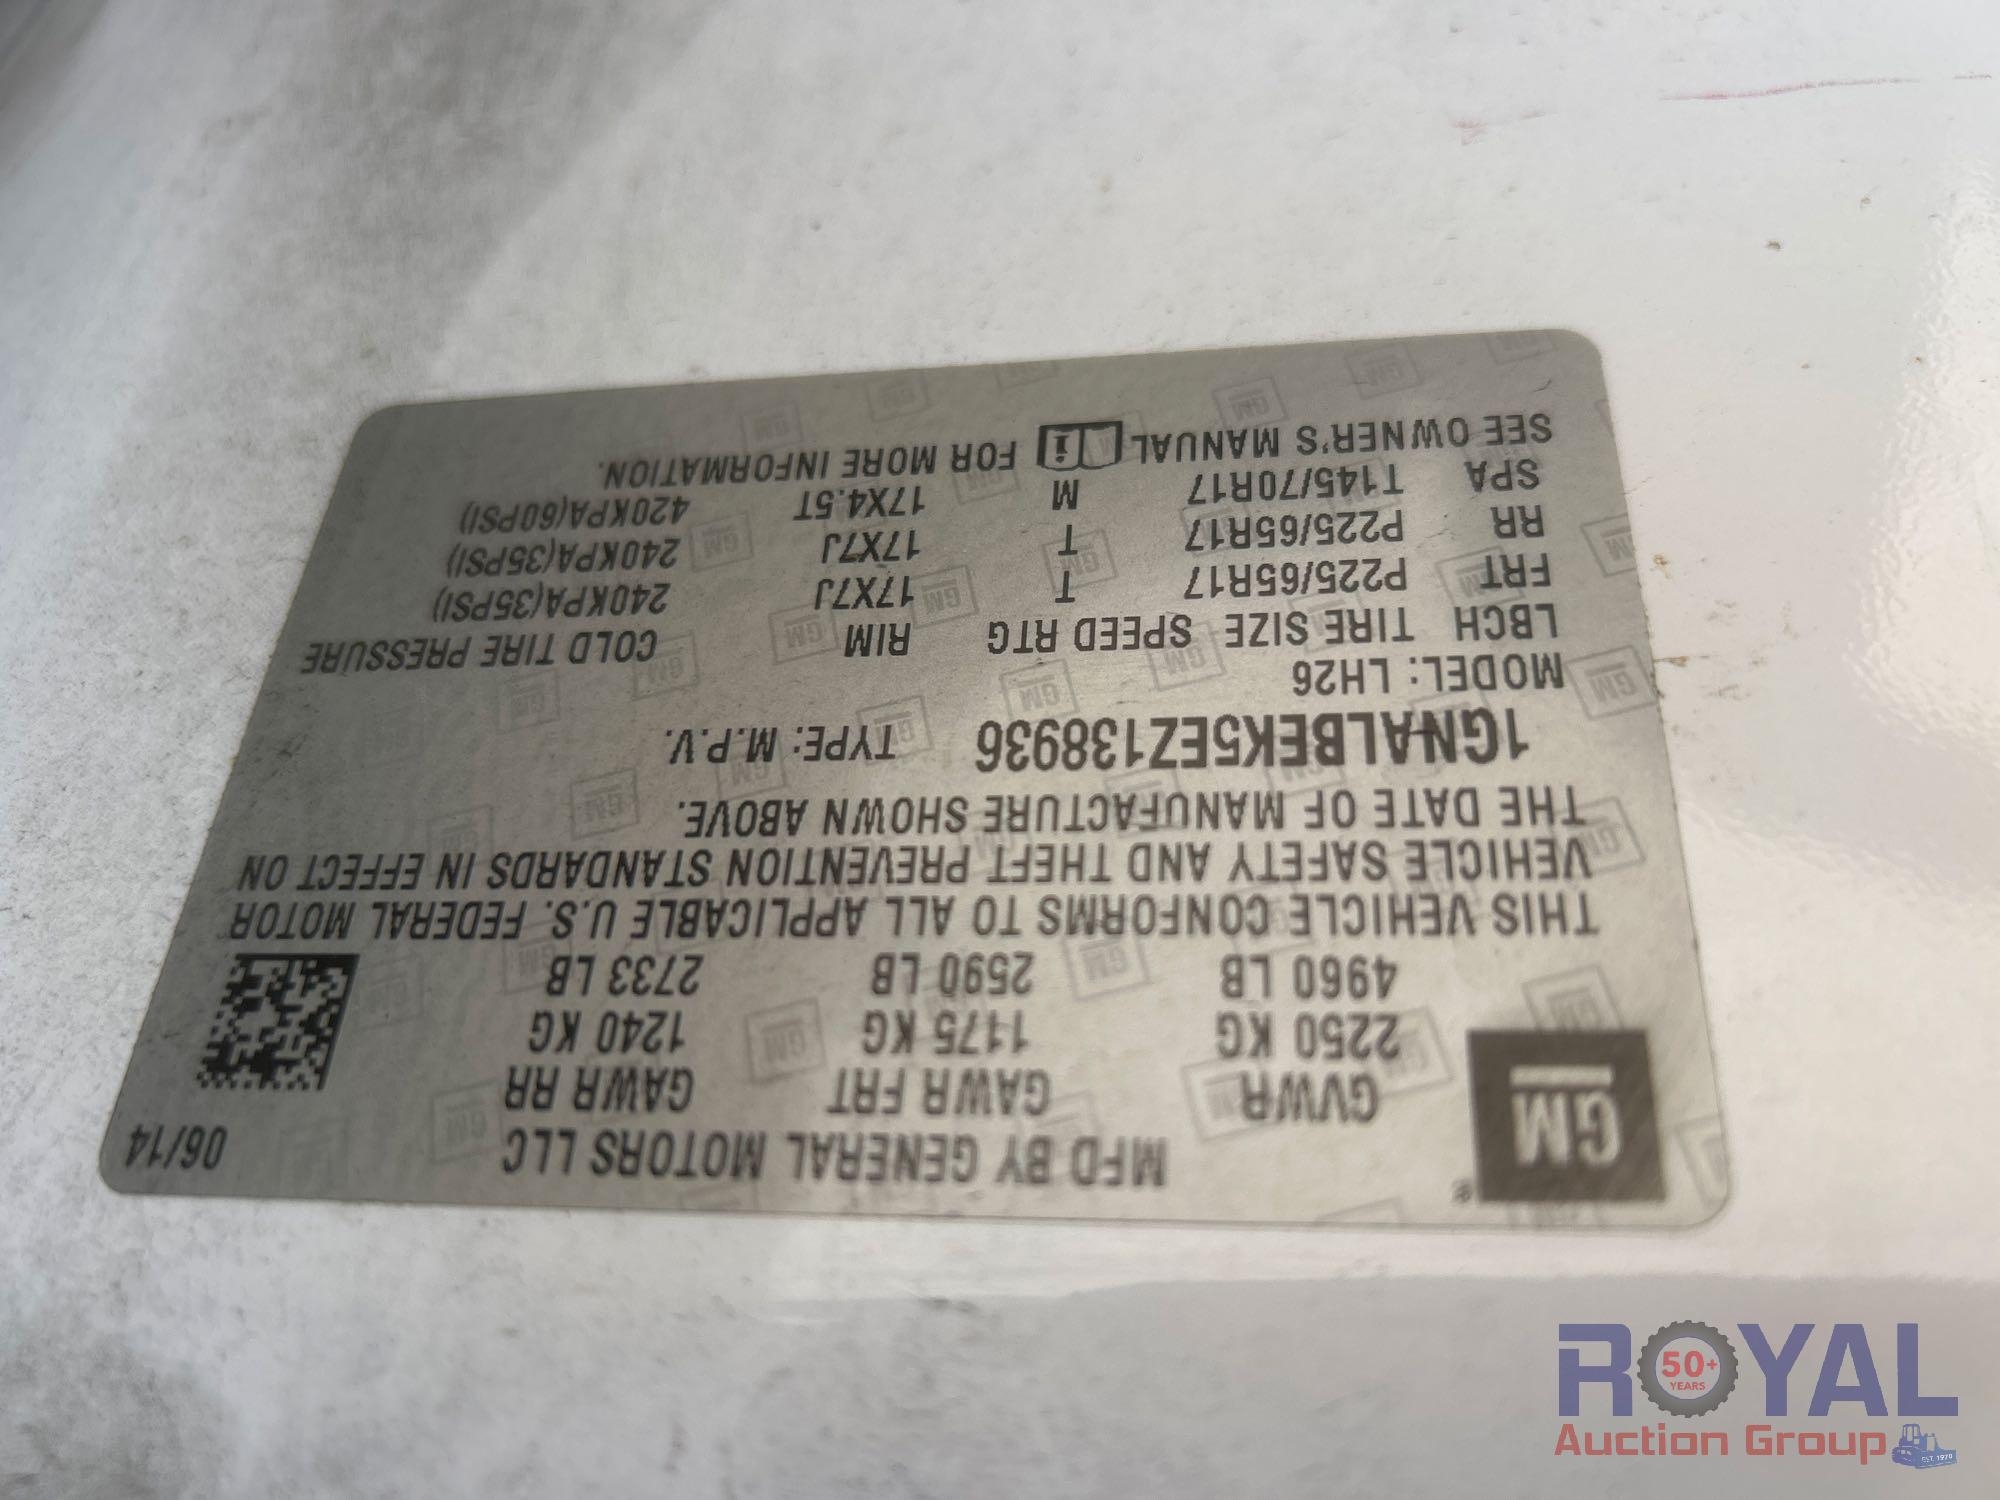 MFD BY GENERAL MOTORS LLC 06/14
GM
GVWR GAWR FRT GAWR RR
2250 KG 1175 KG 1240 KG
4960 LB 2590 LB 2733 LB
THIS VEHICLE CONFORMS TO ALL APPLICABLE U.S. FEDERAL MOTOR
VEHICLE SAFETY AND THEFT PREVENTION STANDARDS IN EFFECT ON
THE DATE OF MANUFACTURE SHOWN ABOVE.
1GNALBEK5EZ138936 TYPE: M.P.V.
MODEL: LH26
LBCH TIRE SIZE SPEED RTG RIM COLD TIRE PRESSURE
FRT P225/65R17 T 17X7J 240KPA(35PSI)
RR P225/65R17 T 17X7J 240KPA(35PSI)
SPA T145/70R17 M 17X4.5T 420KPA(60PSI)
SEE OWNER'S MANUAL FOR MORE INFORMATION.
ROYAL
50+
YEARS
Auction Group
EST. 1970